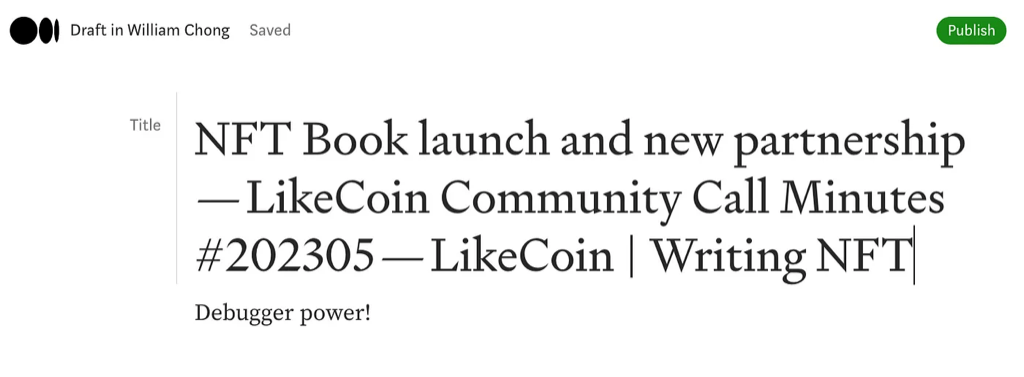 Draft in William Chong Saved Publish
Title
NFT Book launch and new partnership
— LikeCoin Community Call Minutes
#202305 — LikeCoin | Writing NFT
Debugger power!